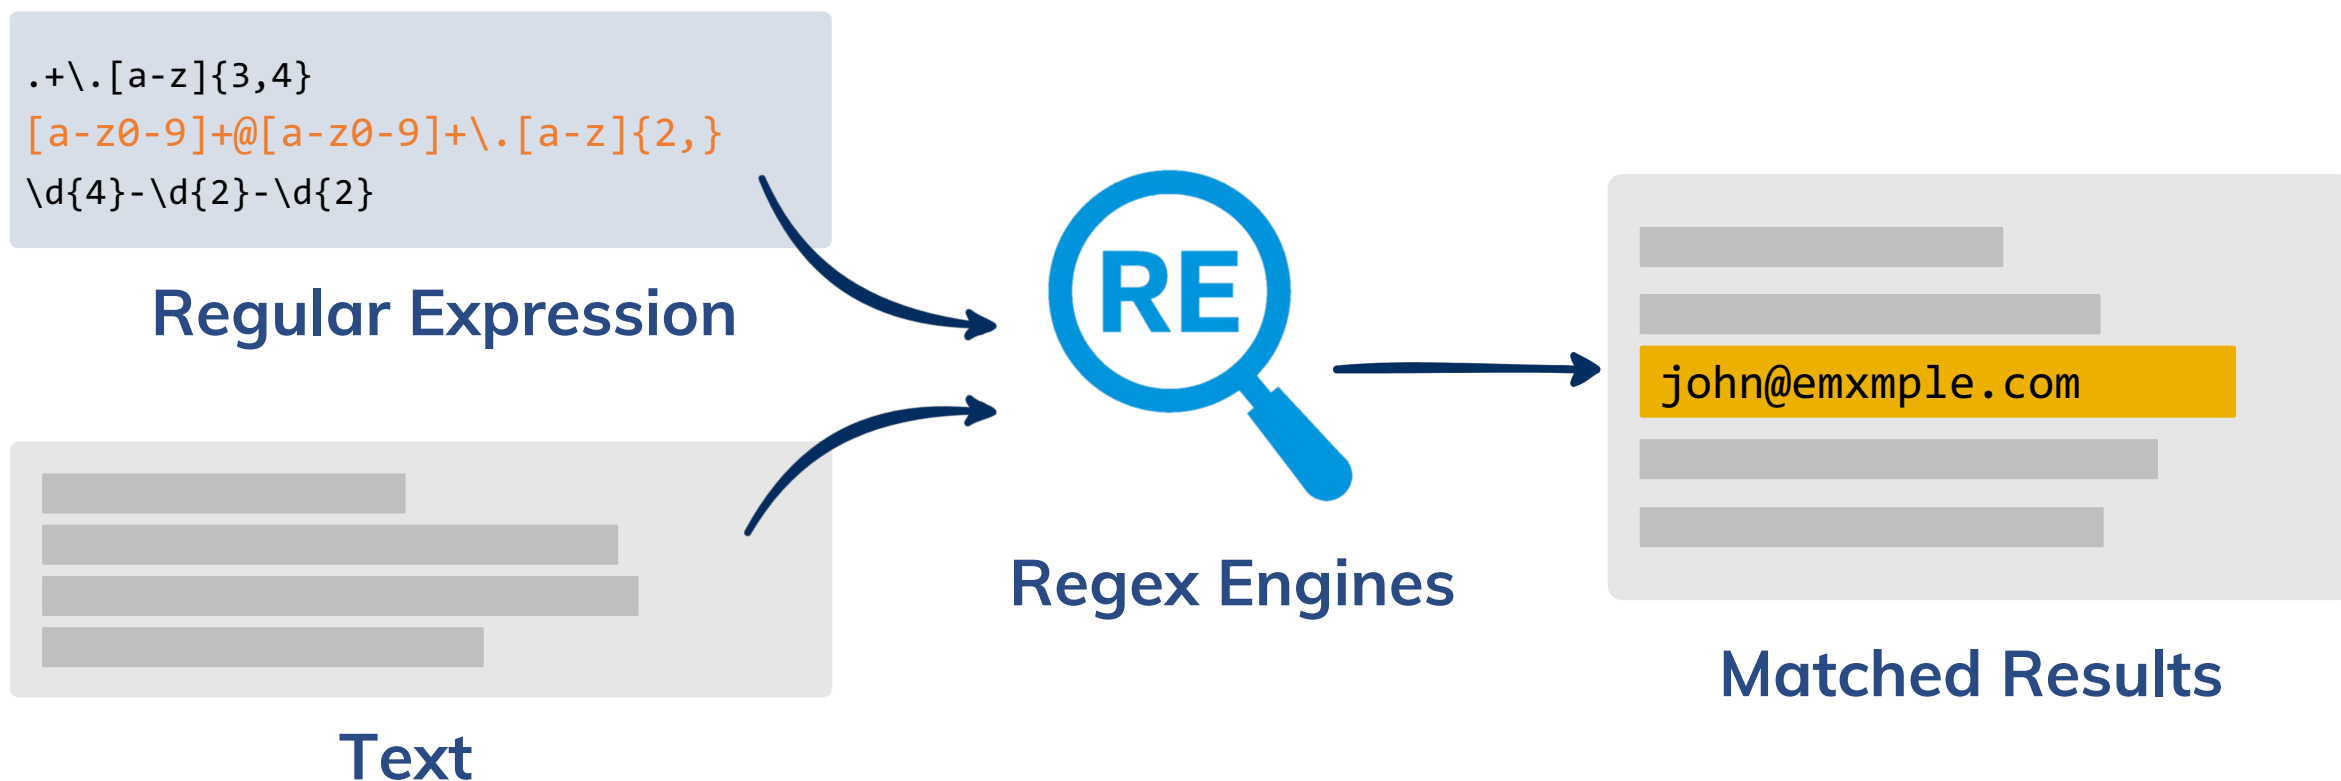 .+\.[a-z]{3,4}
[a-z0-9]+@[a-z0-9]+\.[a-z]{2,}
\d{4}-\d{2}-\d{2}
Regular Expression
Text
RE
Regex Engines
john@emxmple.com
Matched Results